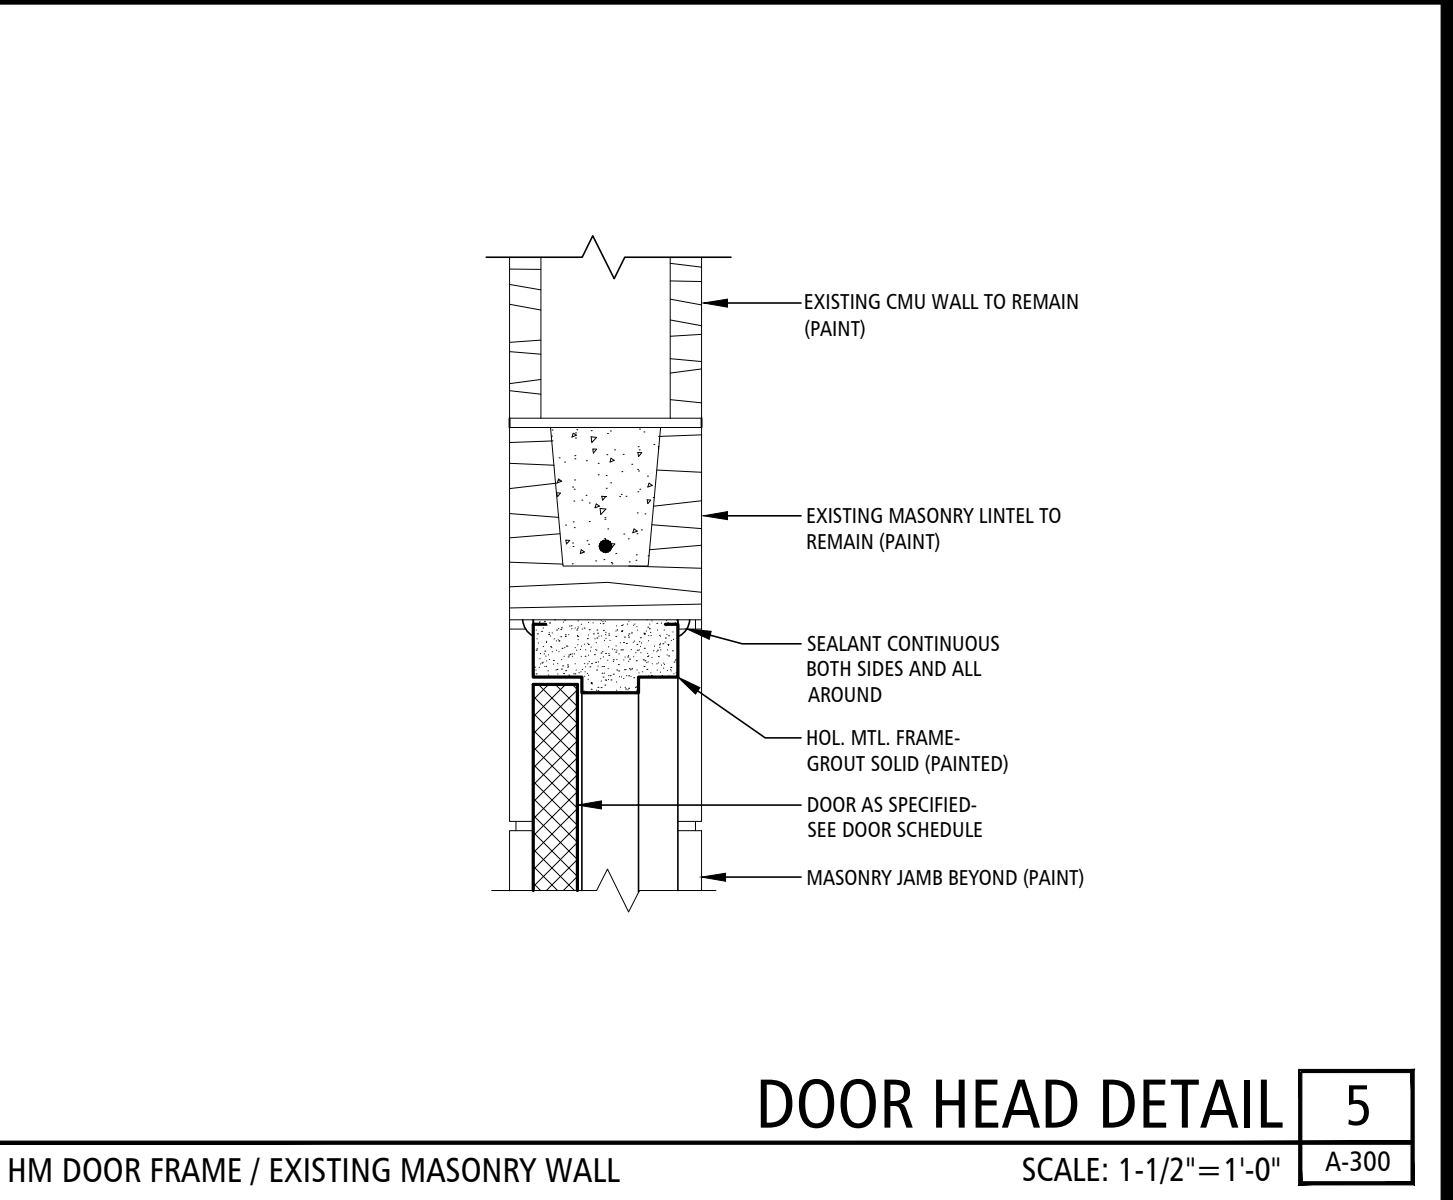 EXISTING CMU WALL TO REMAIN
(PAINT)
EXISTING MASONRY LINTEL TO
REMAIN (PAINT)
SEALANT CONTINUOUS
BOTH SIDES AND ALL
AROUND
HOL. MTL. FRAME-
GROUT SOLID (PAINTED)
DOOR AS SPECIFIED-
SEE DOOR SCHEDULE
MASONRY JAMB BEYOND (PAINT)
DOOR HEAD DETAIL
5
HM DOOR FRAME / EXISTING MASONRY WALL
SCALE: 1-1/2"=1'-0"
A-300